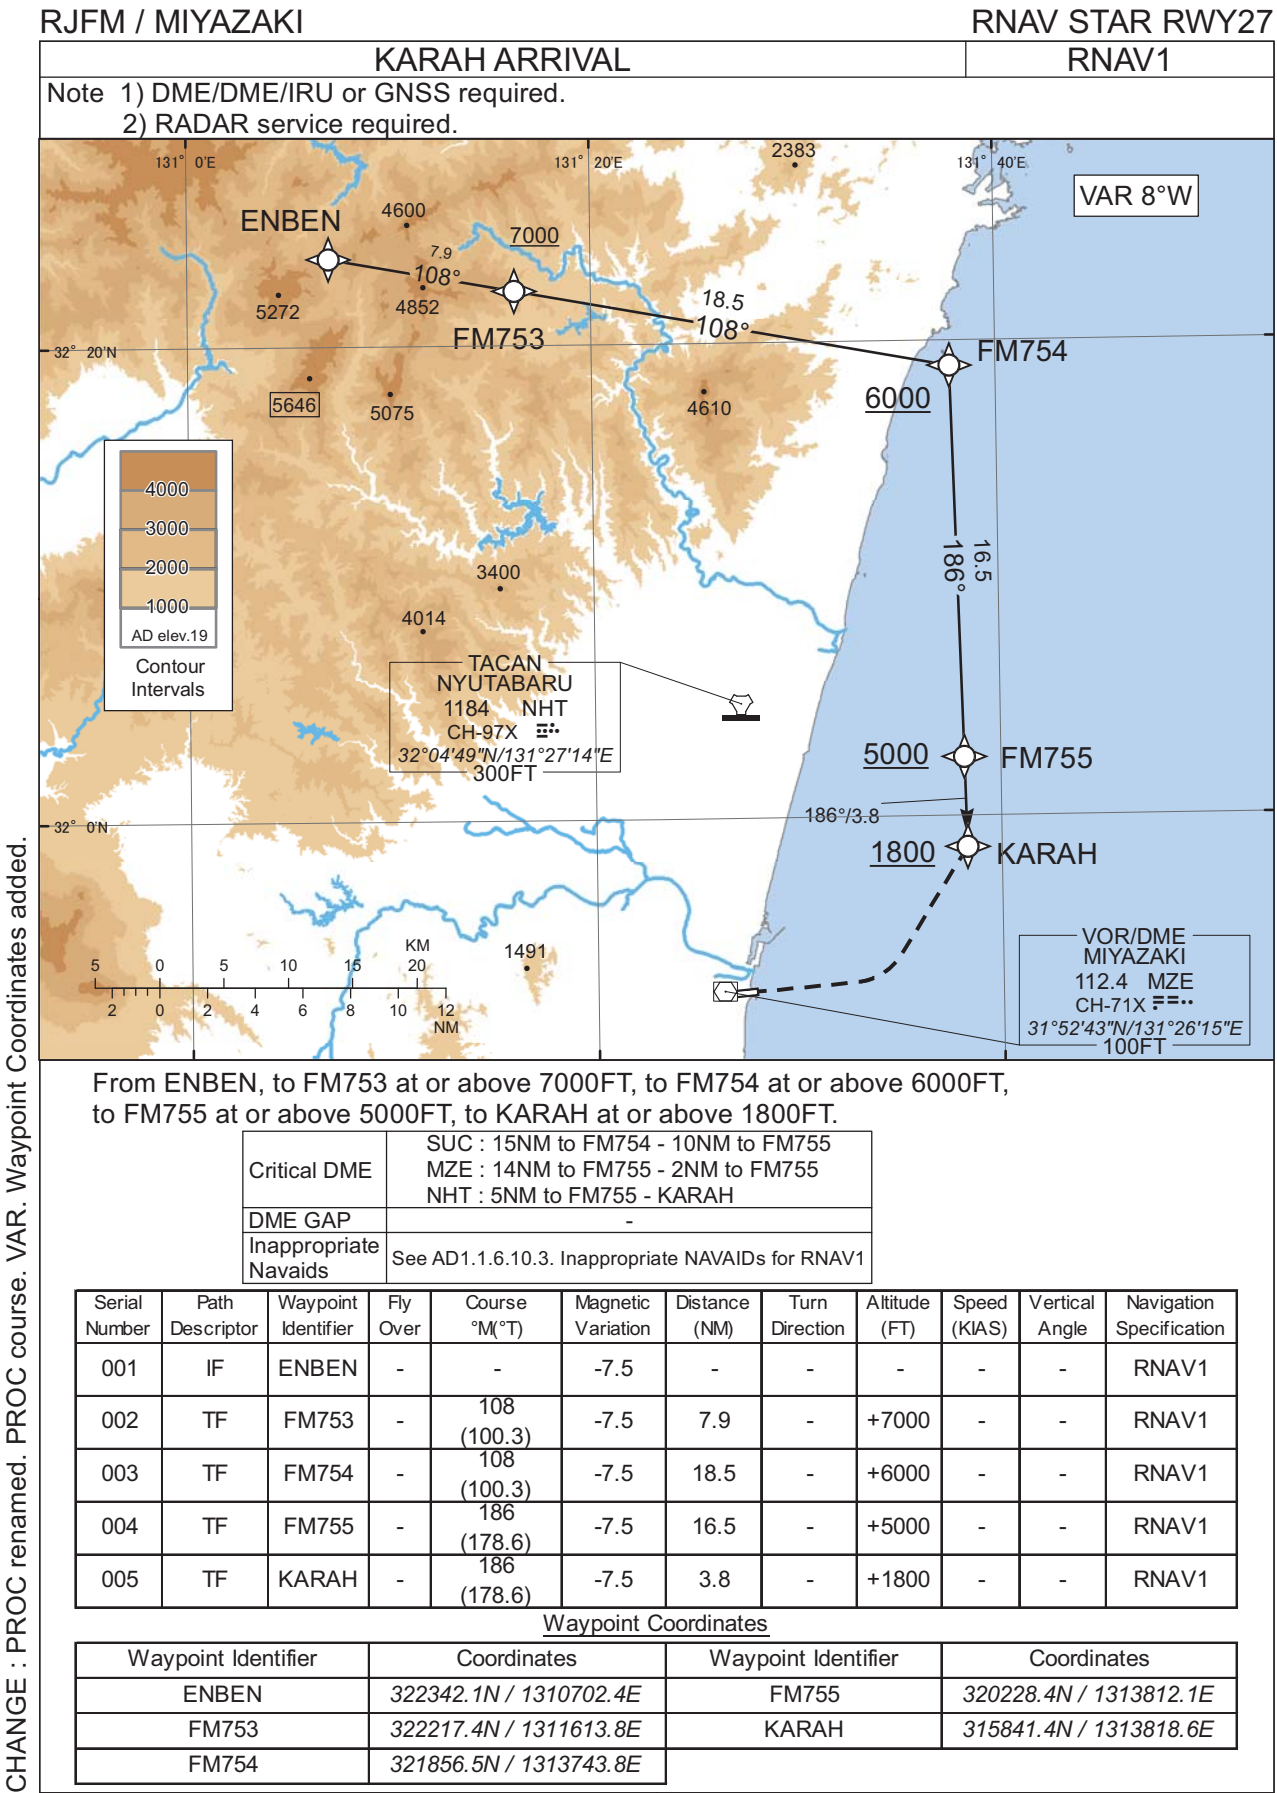 RJFM / MIYAZAKI RNAV STAR RWY27
KARAH ARRIVAL RNAV1
Note 1) DME/DME/IRU or GNSS required.
2) RADAR service required.
131° 0'E 131° 20'E 2383 131° 40'E
VAR 8°W
ENBEN 4600 7000
7.9
108°
5272 4852
18.5
108°
FM753
32° 20'N
FM754
5646 5075 4610 6000
4000
3000
2000
1000
AD elev.19
Contour
Intervals
16.5
186°
3400
4014
TACAN
NYUTABARU
1184 NHT
CH-97X
32°04'49"N/131°27'14"E
300FT
5000 FM755
186°/3.8
32° 0'N
1800 KARAH
VOR/DME
MIYAZAKI
112.4 MZE
CH-71X
31°52'43"N/131°26'15"E
100FT
1491
KM
5 0 5 10 15 20
2 0 2 4 6 8 10 12
NM
From ENBEN, to FM753 at or above 7000FT, to FM754 at or above 6000FT,
to FM755 at or above 5000FT, to KARAH at or above 1800FT.
Critical DME
SUC : 15NM to FM754 - 10NM to FM755
MZE : 14NM to FM755 - 2NM to FM755
NHT : 5NM to FM755 - KARAH
DME GAP -
Inappropriate
Navaids
See AD1.1.6.10.3. Inappropriate NAVAIDs for RNAV1
Serial Path Waypoint Fly Course Magnetic Distance Turn Altitude Speed Vertical Navigation
Number Descriptor Identifier Over °M(°T) Variation (NM) Direction (FT) (KIAS) Angle Specification
001 IF ENBEN - - -7.5 - - - - - RNAV1
002 TF FM753 - 108 (100.3) -7.5 7.9 - +7000 - - RNAV1
003 TF FM754 - 108 (100.3) -7.5 18.5 - +6000 - - RNAV1
004 TF FM755 - 186 (178.6) -7.5 16.5 - +5000 - - RNAV1
005 TF KARAH - 186 (178.6) -7.5 3.8 - +1800 - - RNAV1
Waypoint Coordinates
Waypoint Identifier Coordinates Waypoint Identifier Coordinates
ENBEN 322342.1N / 1310702.4E FM755 320228.4N / 1313812.1E
FM753 322217.4N / 1311613.8E KARAH 315841.4N / 1313818.6E
FM754 321856.5N / 1313743.8E
CHANGE : PROC renamed. PROC course. VAR. Waypoint Coordinates added.